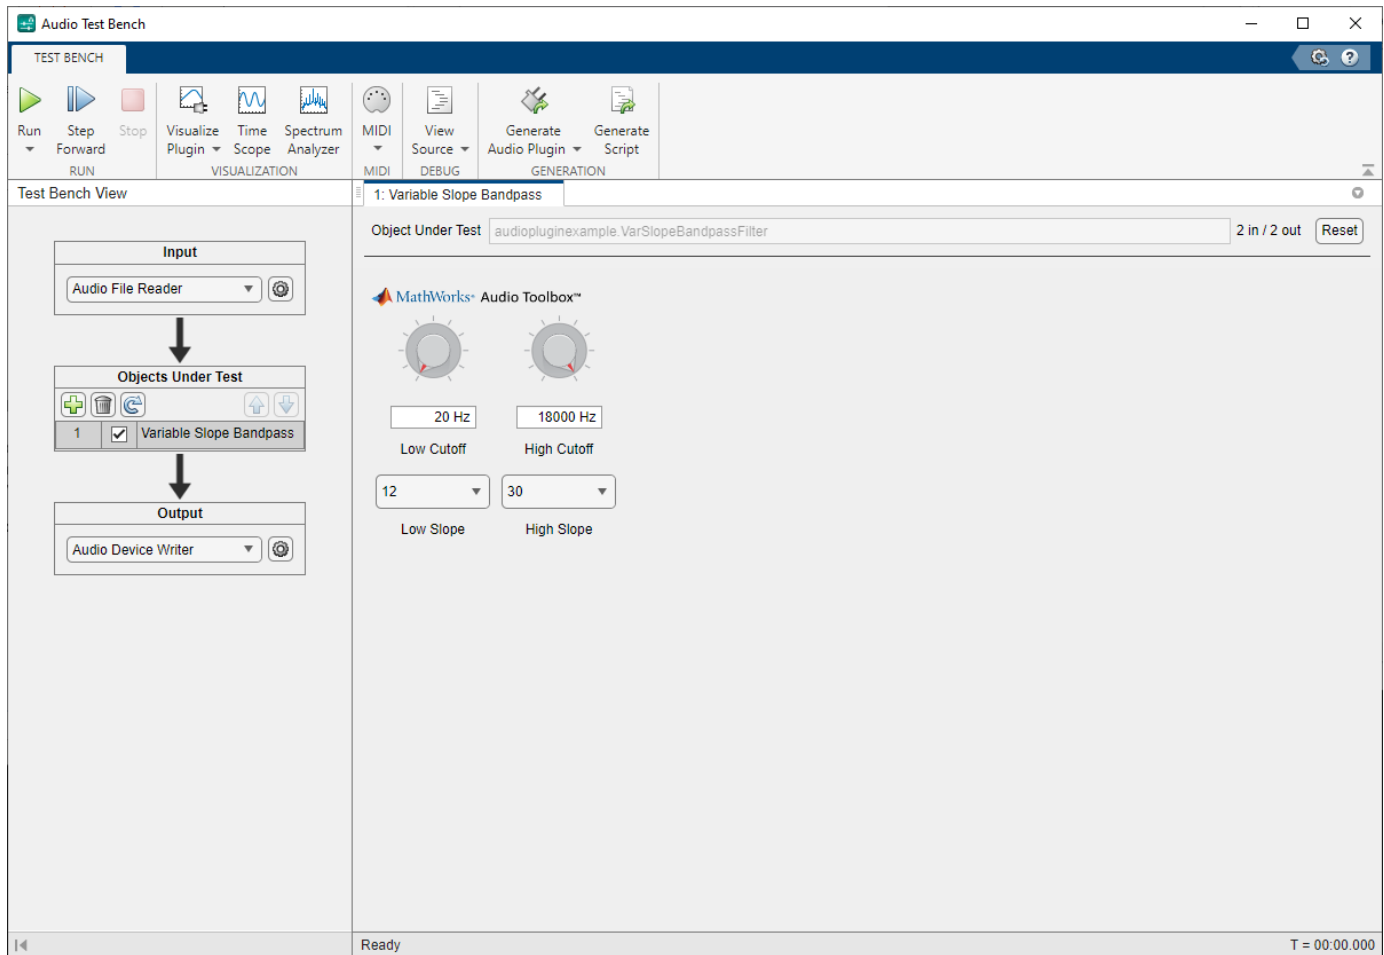 Audio Test Bench
TEST BENCH
Run
Step Forward
Stop
Visualize Plugin
Time Scope
Spectrum Analyzer
MIDI
View Source
Generate Audio Plugin
Generate Script
RUN
VISUALIZATION
MIDI
DEBUG
GENERATION
Test Bench View
1: Variable Slope Bandpass
Object Under Test audiopluginexample.VarSlopeBandpassFilter 2 in / 2 out Reset
Input
Audio File Reader
Objects Under Test
1 Variable Slope Bandpass
Output
Audio Device Writer
MathWorks® Audio Toolbox™
20 Hz 18000 Hz
Low Cutoff High Cutoff
12 30
Low Slope High Slope
Ready T = 00:00.000